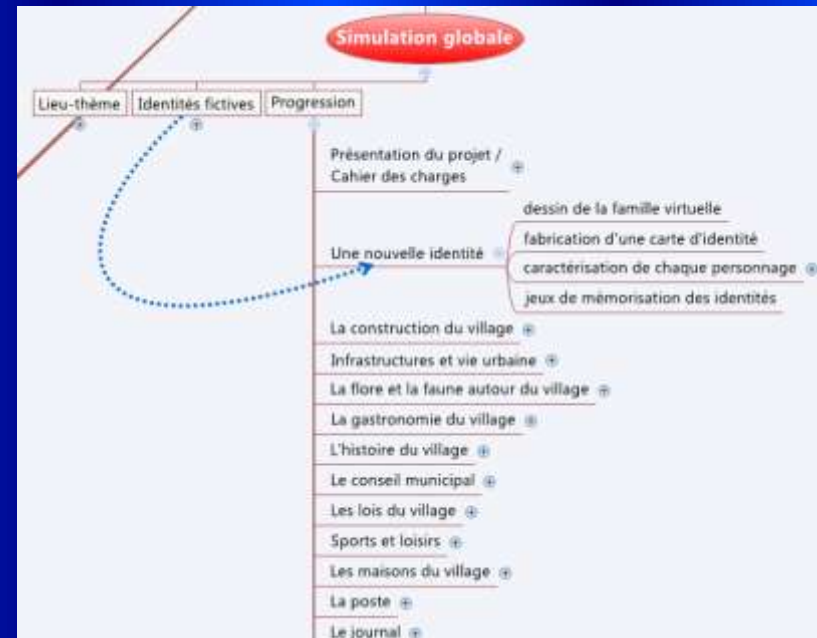 Simulation globale
Lieu-thème
Identités fictives
Progression
Présentation du projet /
Cahier des charges
Une nouvelle identité
dessin de la famille virtuelle
fabrication d'une carte d'identité
caractérisation de chaque personnage
jeux de mémorisation des identités
La construction du village
Infrastructures et vie urbaine
La flore et la faune autour du village
La gastronomie du village
L'histoire du village
Le conseil municipal
Les lois du village
Sports et loisirs
Les maisons du village
La poste
Le journal